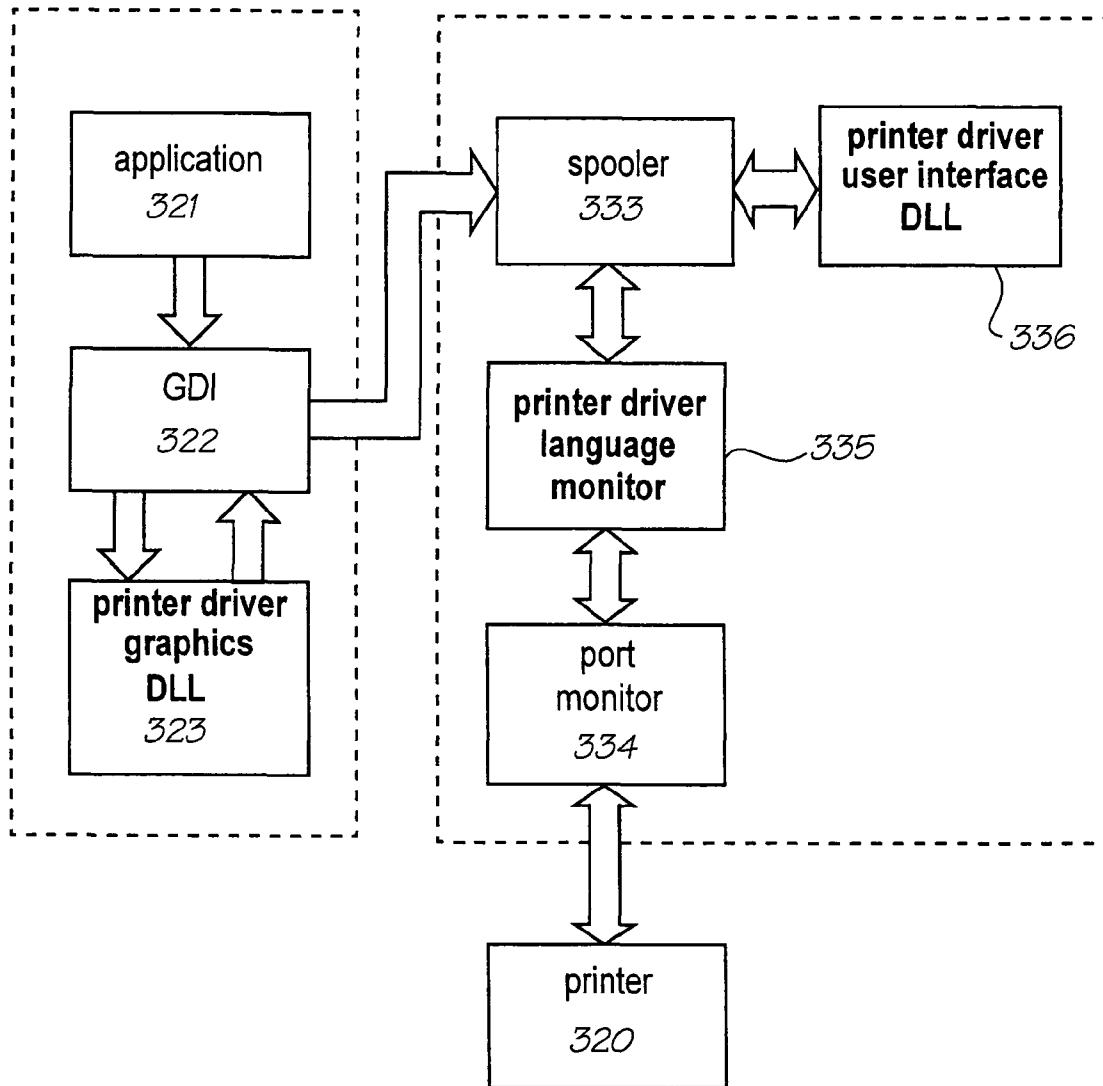 application
321
GDI
322
printer driver
graphics
DLL
323
spooler
333
printer driver
user interface
DLL
336
printer driver
language
monitor
335
port
monitor
334
printer
320